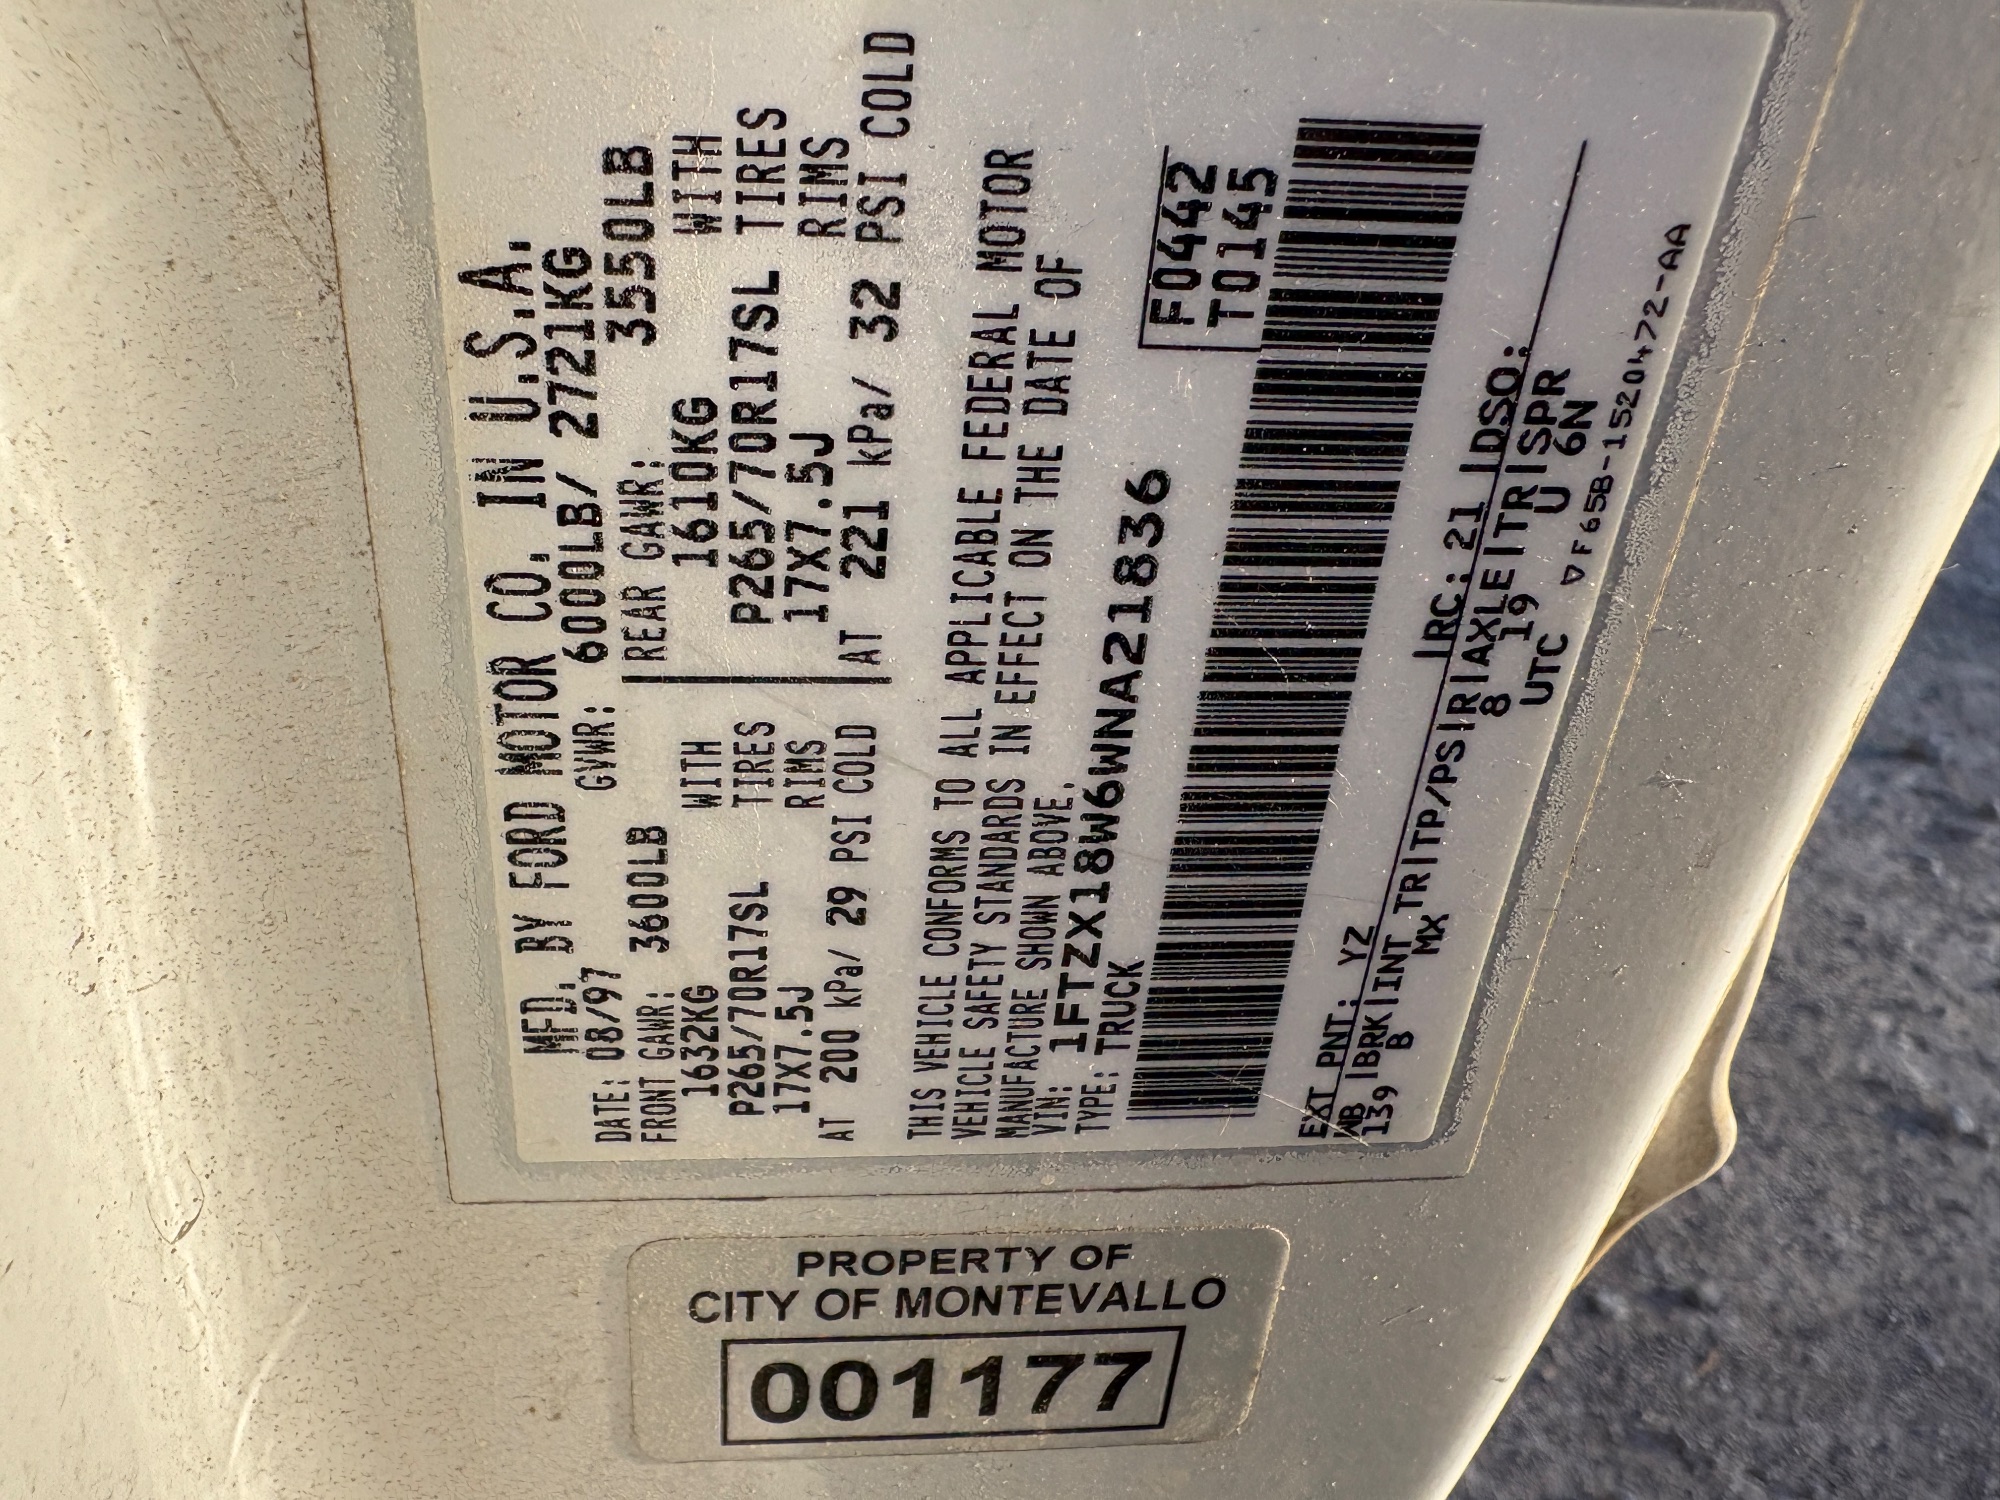 MFD. BY FORD MOTOR CO. IN U.S.A.
DATE: 08/97 GVWR: 6000LB/ 2721KG
FRONT GAWR: 3600LB REAR GAWR: 3550LB
1632KG WITH 1610KG WITH
P265/70R17SL TIRES P265/70R17SL TIRES
17X7.5J RIMS 17X7.5J RIMS
AT 200 kPa/ 29 PSI COLD AT 221 kPa/ 32 PSI COLD
THIS VEHICLE CONFORMS TO ALL APPLICABLE FEDERAL MOTOR
VEHICLE SAFETY STANDARDS IN EFFECT ON THE DATE OF
MANUFACTURE SHOWN ABOVE.
VIN: 1FTZX18W6WNA21836
TYPE: TRUCK
F0442
T0145
EXT PNT: YZ RC: 21 DSO:
WB BRK INT TR TP/PS R AXLE TR SPR
139 B MX 8 19 U 6N
UTC
▽ F65B-1520472-AA
PROPERTY OF
CITY OF MONTEVALLO
001177